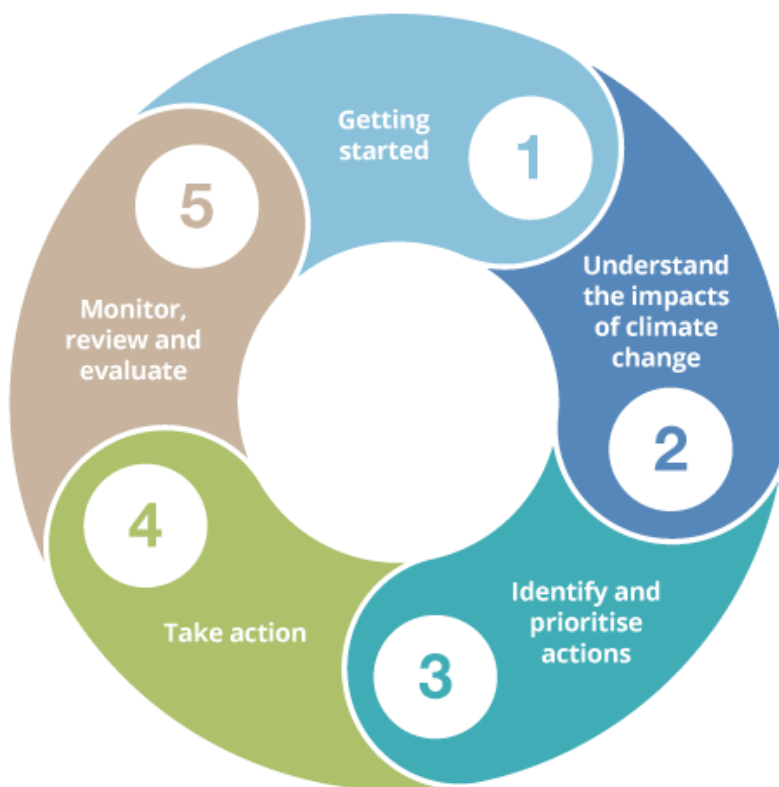 Getting
started
1
Understand
the impacts
of climate
change
2
Identify and
prioritise
actions
3
Take action
4
Monitor,
review and
evaluate
5